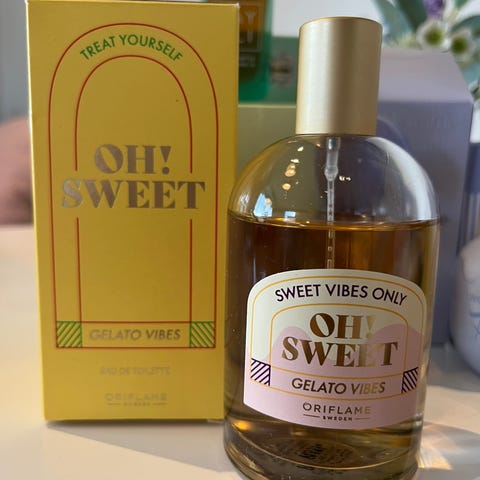 TREAT YOURSELF
OH!
SWEET
GELATO VIBES
EAU DE TOILETTE
ORIFLAME
SWEDEN
SWEET VIBES ONLY
OH!
SWEET
GELATO VIBES
ORIFLAME
SWEDEN